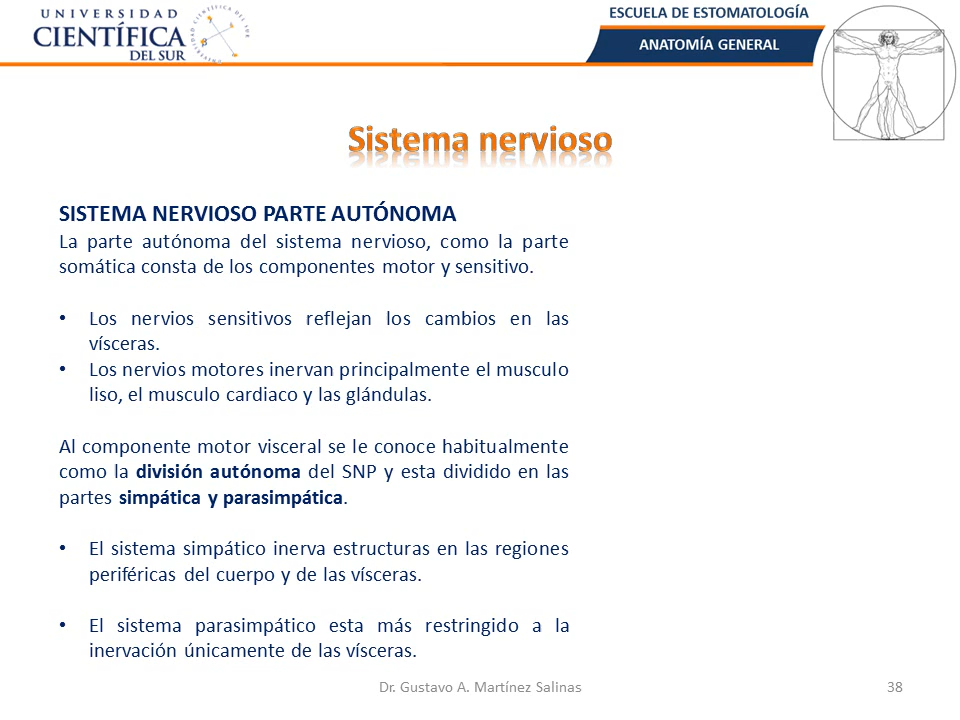 UNIVERSIDAD
CIENTÍFICA
DEL SUR
ESCUELA DE ESTOMATOLOGÍA
ANATOMÍA GENERAL
Sistema nervioso
SISTEMA NERVIOSO PARTE AUTÓNOMA
La parte autónoma del sistema nervioso, como la parte
somática consta de los componentes motor y sensitivo.
• Los nervios sensitivos reflejan los cambios en las
vísceras.
• Los nervios motores inervan principalmente el musculo
liso, el musculo cardiaco y las glándulas.
Al componente motor visceral se le conoce habitualmente
como la división autónoma del SNP y esta dividido en las
partes simpática y parasimpática.
• El sistema simpático inerva estructuras en las regiones
periféricas del cuerpo y de las vísceras.
• El sistema parasimpático esta más restringido a la
inervación únicamente de las vísceras.
Dr. Gustavo A. Martínez Salinas
38